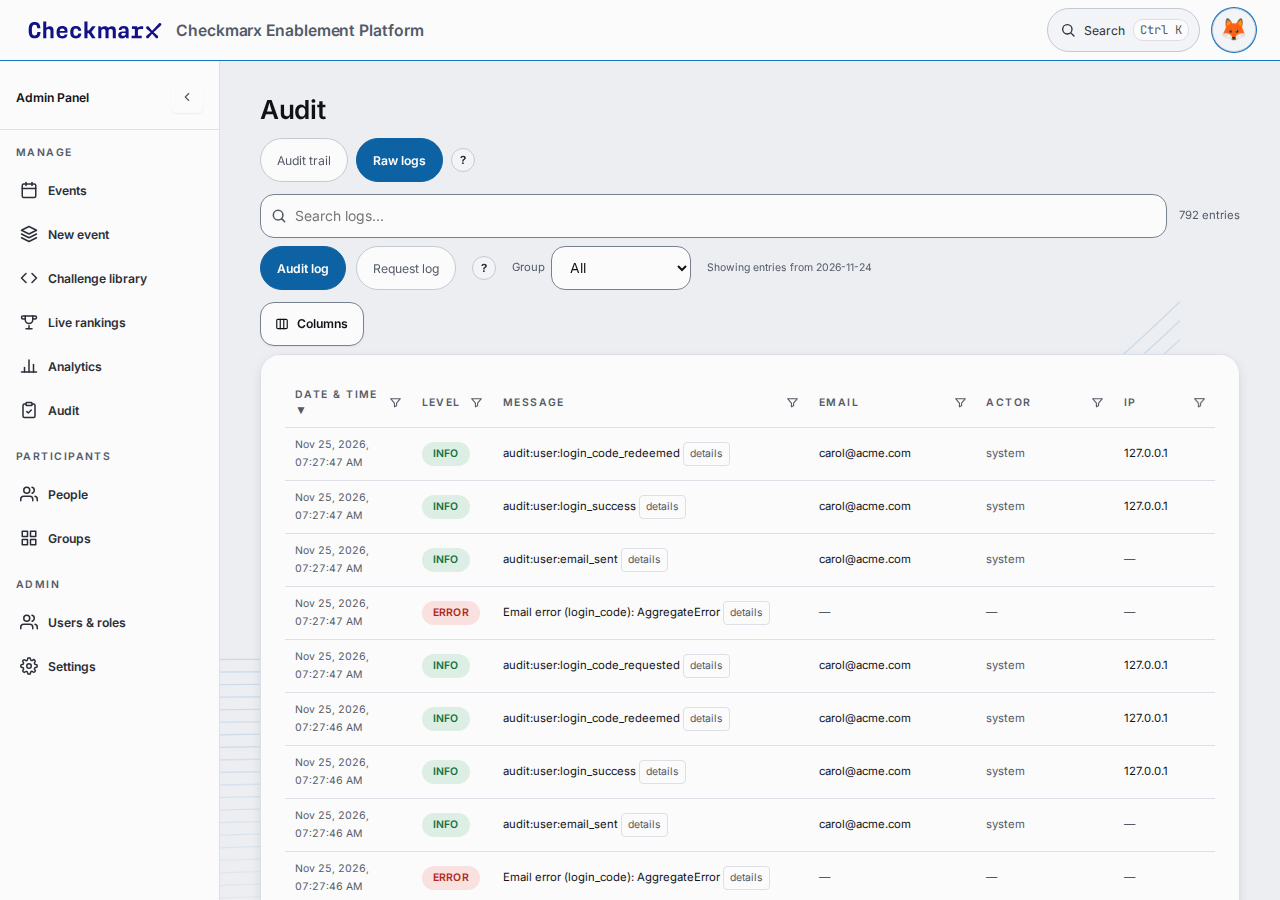 Checkmarx Checkmarx Enablement Platform Search Ctrl K
Admin Panel
MANAGE
Events
New event
Challenge library
Live rankings
Analytics
Audit
PARTICIPANTS
People
Groups
ADMIN
Users & roles
Settings
Audit
Audit trail Raw logs ?
Search logs... 792 entries
Audit log Request log ? Group All Showing entries from 2026-11-24
Columns
DATE & TIME ▼ LEVEL MESSAGE EMAIL ACTOR IP
Nov 25, 2026, 07:27:47 AM INFO audit:user:login_code_redeemed details carol@acme.com system 127.0.0.1
Nov 25, 2026, 07:27:47 AM INFO audit:user:login_success details carol@acme.com system 127.0.0.1
Nov 25, 2026, 07:27:47 AM INFO audit:user:email_sent details carol@acme.com system —
Nov 25, 2026, 07:27:47 AM ERROR Email error (login_code): AggregateError details — — —
Nov 25, 2026, 07:27:47 AM INFO audit:user:login_code_requested details carol@acme.com system 127.0.0.1
Nov 25, 2026, 07:27:46 AM INFO audit:user:login_code_redeemed details carol@acme.com system 127.0.0.1
Nov 25, 2026, 07:27:46 AM INFO audit:user:login_success details carol@acme.com system 127.0.0.1
Nov 25, 2026, 07:27:46 AM INFO audit:user:email_sent details carol@acme.com system —
Nov 25, 2026, 07:27:46 AM ERROR Email error (login_code): AggregateError details — — —